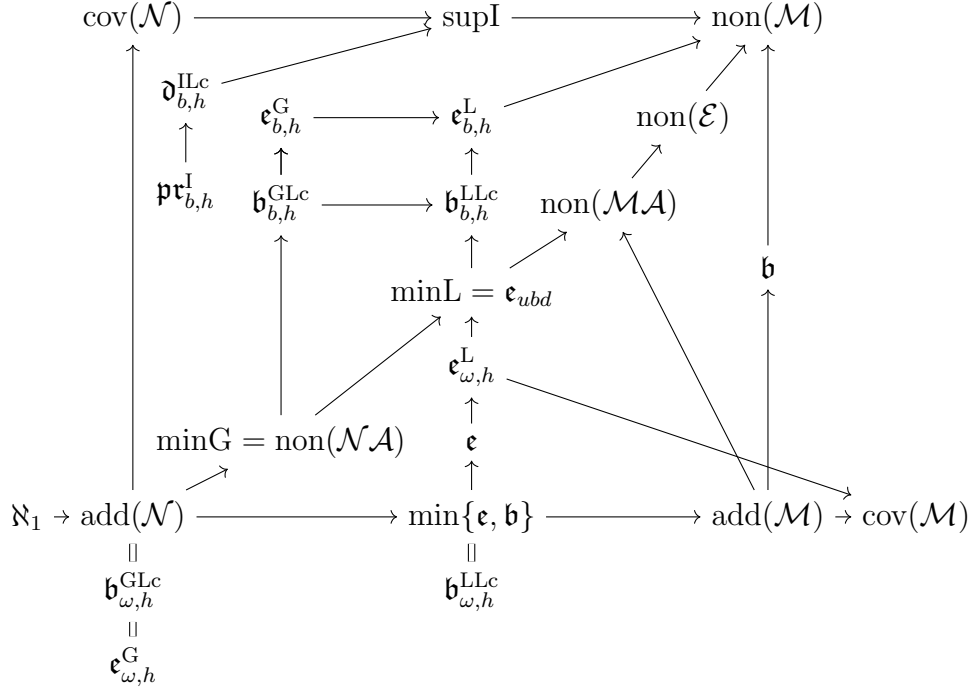 cov(𝒩) supI non(ℳ)
𝔡^{ILc}_{b,h}
𝔢^{G}_{b,h} 𝔢^{L}_{b,h} non(ℰ)
𝔭𝔯^{I}_{b,h} 𝔟^{GLc}_{b,h} 𝔟^{LLc}_{b,h} non(ℳ𝒜)
𝔟
minL = 𝔢_{ubd}
𝔢^{L}_{ω,h}
minG = non(𝒩𝒜) 𝔢
ℵ₁ add(𝒩) min{𝔢, 𝔟} add(ℳ) cov(ℳ)
𝔟^{GLc}_{ω,h} 𝔟^{LLc}_{ω,h}
𝔢^{G}_{ω,h}